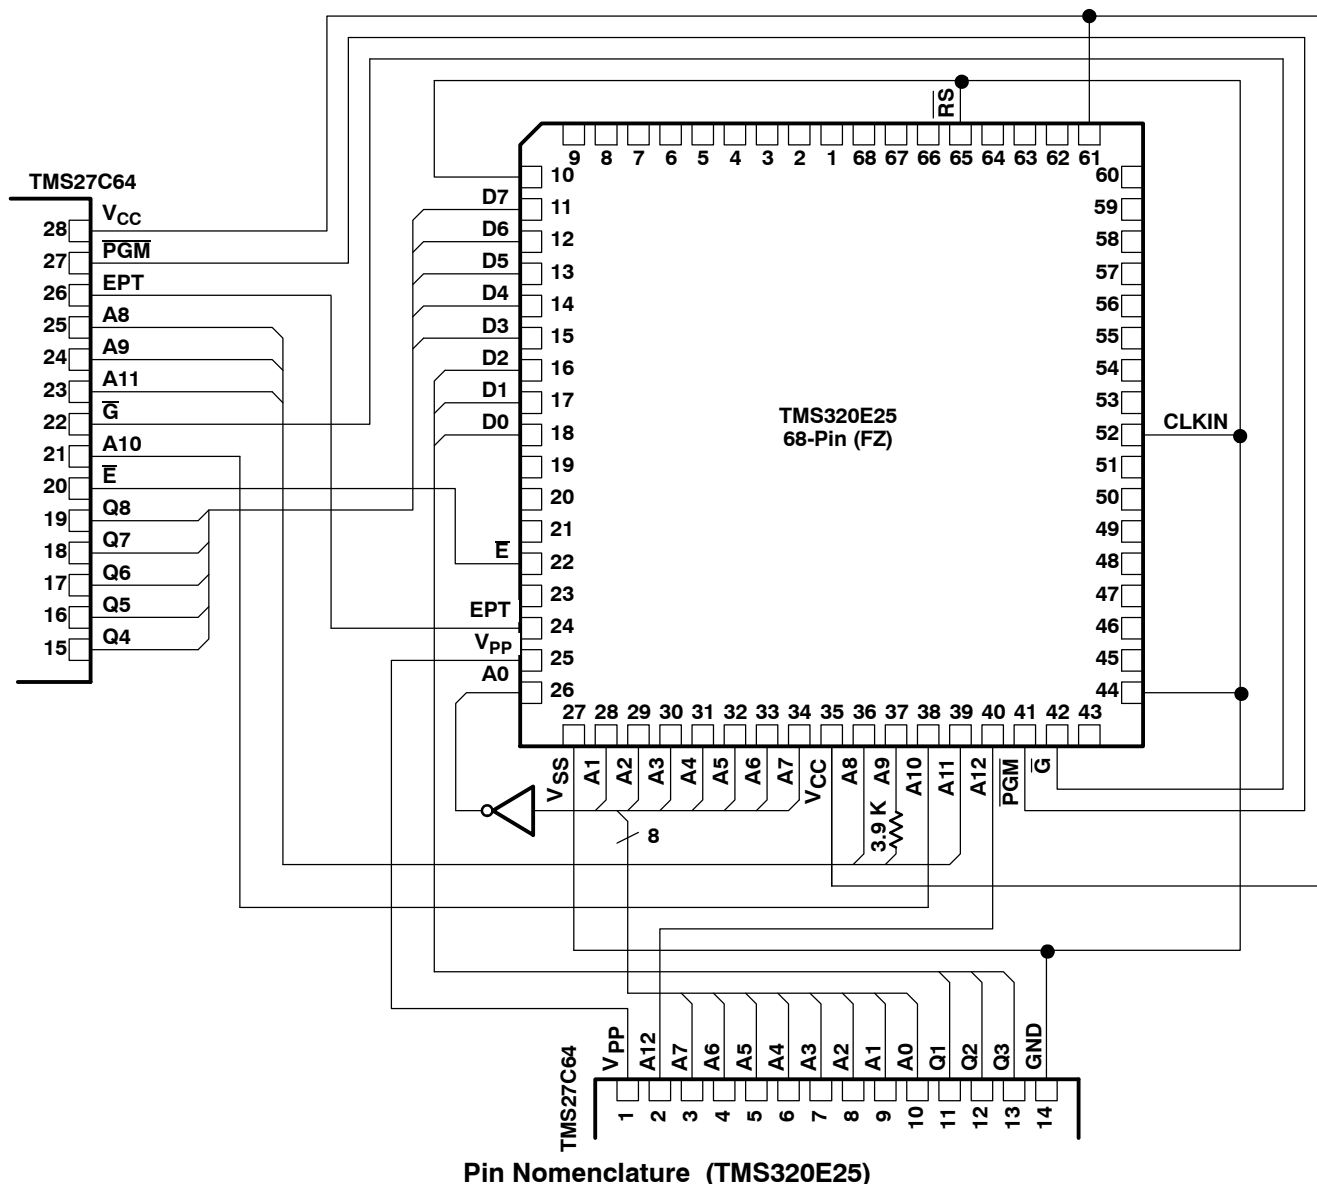 RS
9 8 7 6 5 4 3 2 1 68 67 66 65 64 63 62 61
TMS27C64
28 VCC
27 PGM
26 EPT
25 A8
24 A9
23 A11
22 G
21 A10
20 E
19 Q8
18 Q7
17 Q6
16 Q5
15 Q4
10
D7 11
D6 12
D5 13
D4 14
D3 15
D2 16
D1 17
D0 18
19
20
21
E 22
23
EPT 24
VPP 25
A0 26
TMS320E25
68-Pin (FZ)
60
59
58
57
56
55
54
53
52 CLKIN
51
50
49
48
47
46
45
44
27 28 29 30 31 32 33 34 35 36 37 38 39 40 41 42 43
VSS A1 A2 A3 A4 A5 A6 A7 VCC A8 A9 A10 A11 A12 PGM G
3.9 K
8
TMS27C64
VPP A12 A7 A6 A5 A4 A3 A2 A1 A0 Q1 Q2 Q3 GND
1 2 3 4 5 6 7 8 9 10 11 12 13 14
Pin Nomenclature (TMS320E25)